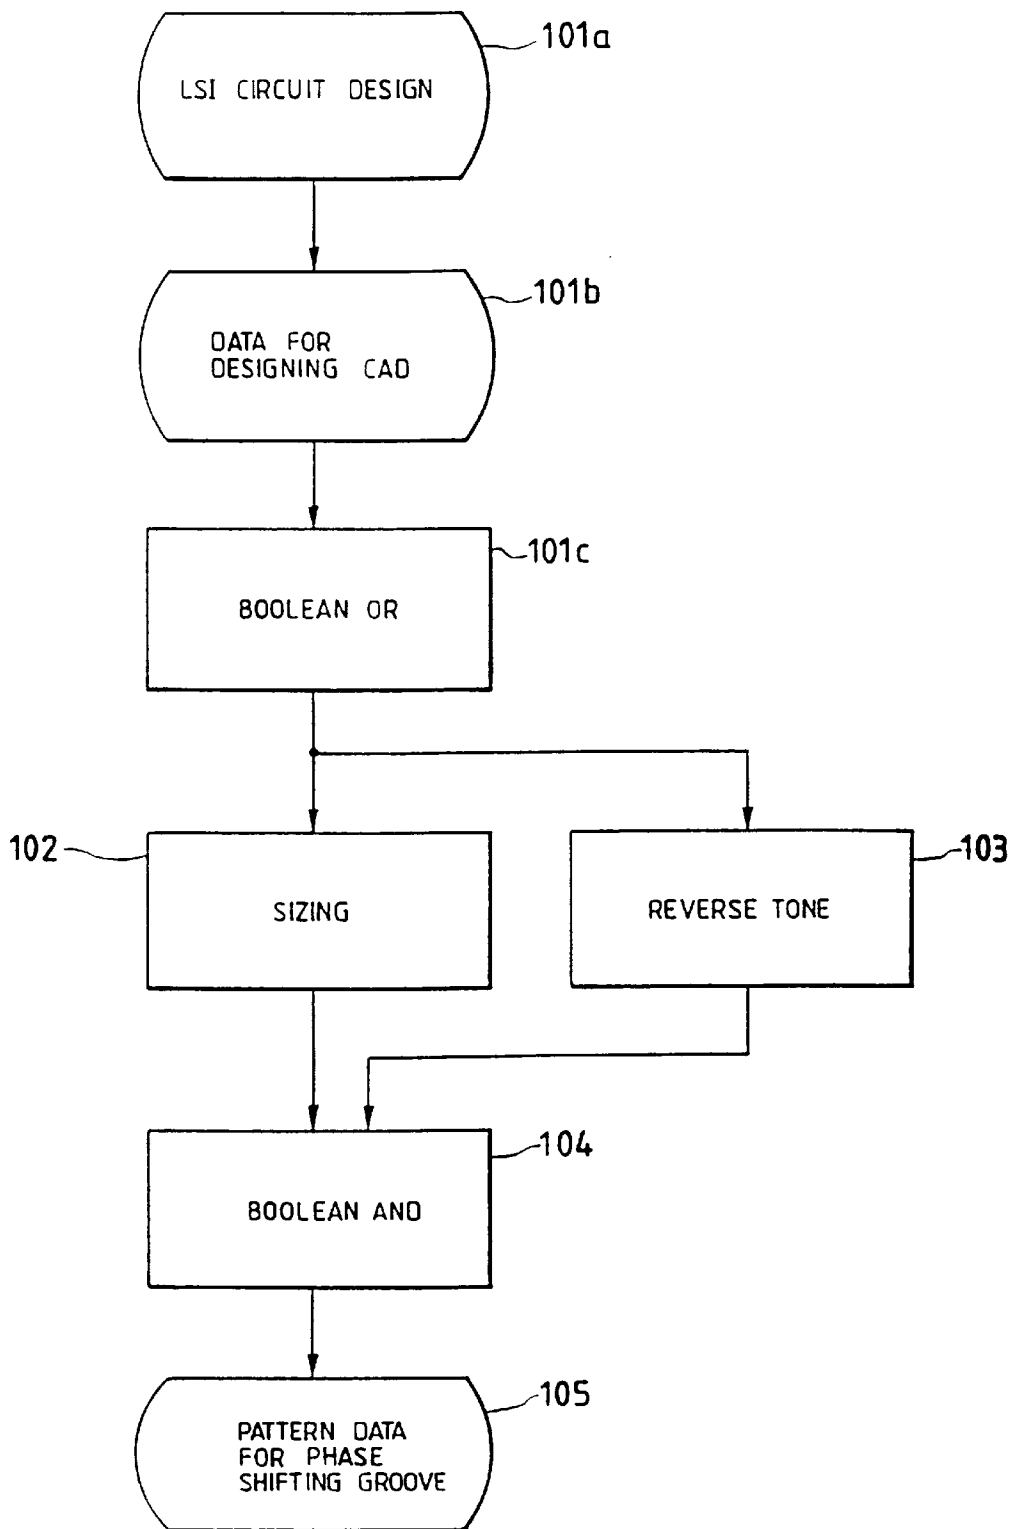 101a
LSI CIRCUIT DESIGN
101b
DATA FOR
DESIGNING CAD
101c
BOOLEAN OR
102
SIZING
103
REVERSE TONE
104
BOOLEAN AND
105
PATTERN DATA
FOR PHASE
SHIFTING GROOVE